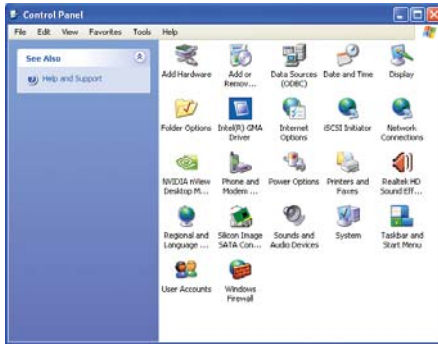 Control Panel
File Edit View Favorites Tools Help
See Also
Help and Support
Add Hardware
Add or
Remov...
Data Sources
(ODBC)
Date and Time
Display
Folder Options
Intel(R) GMA
Driver
Internet
Options
iSCSI Initiator
Network
Connections
NVIDIA nView
Desktop M...
Phone and
Modem ...
Power Options
Printers and
Faxes
Realtek HD
Sound Eff...
Regional and
Language ...
Silicon Image
SATA Con...
Sounds and
Audio Devices
System
Taskbar and
Start Menu
User Accounts
Windows
Firewall